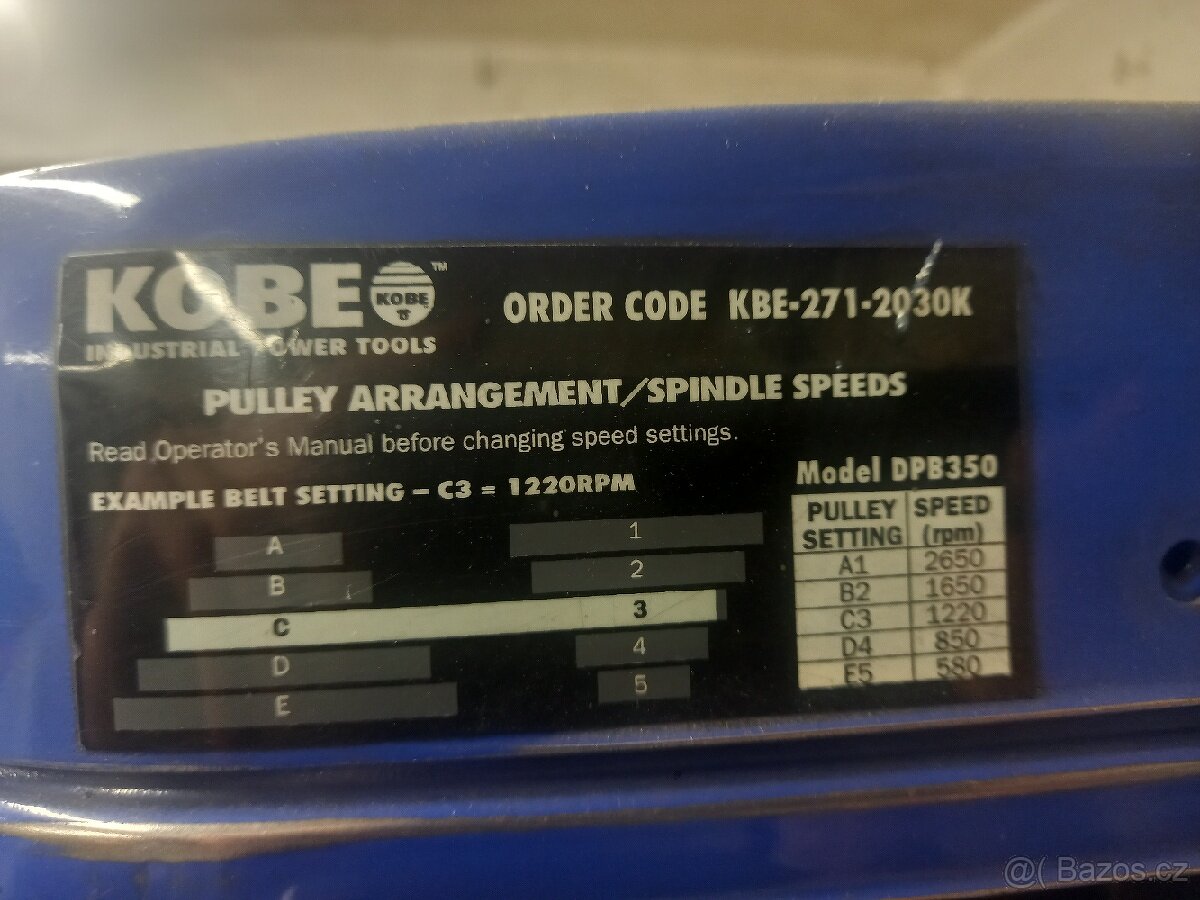 KOBE™
KOBE
INDUSTRIAL POWER TOOLS
ORDER CODE KBE-271-2030K
PULLEY ARRANGEMENT/SPINDLE SPEEDS
Read Operator's Manual before changing speed settings.
EXAMPLE BELT SETTING – C3 = 1220RPM
A 1
B 2
C 3
D 4
E 5
Model DPB350
PULLEY SETTING SPEED (rpm)
A1 2650
B2 1650
C3 1220
D4 850
E5 580
@( Bazos.cz